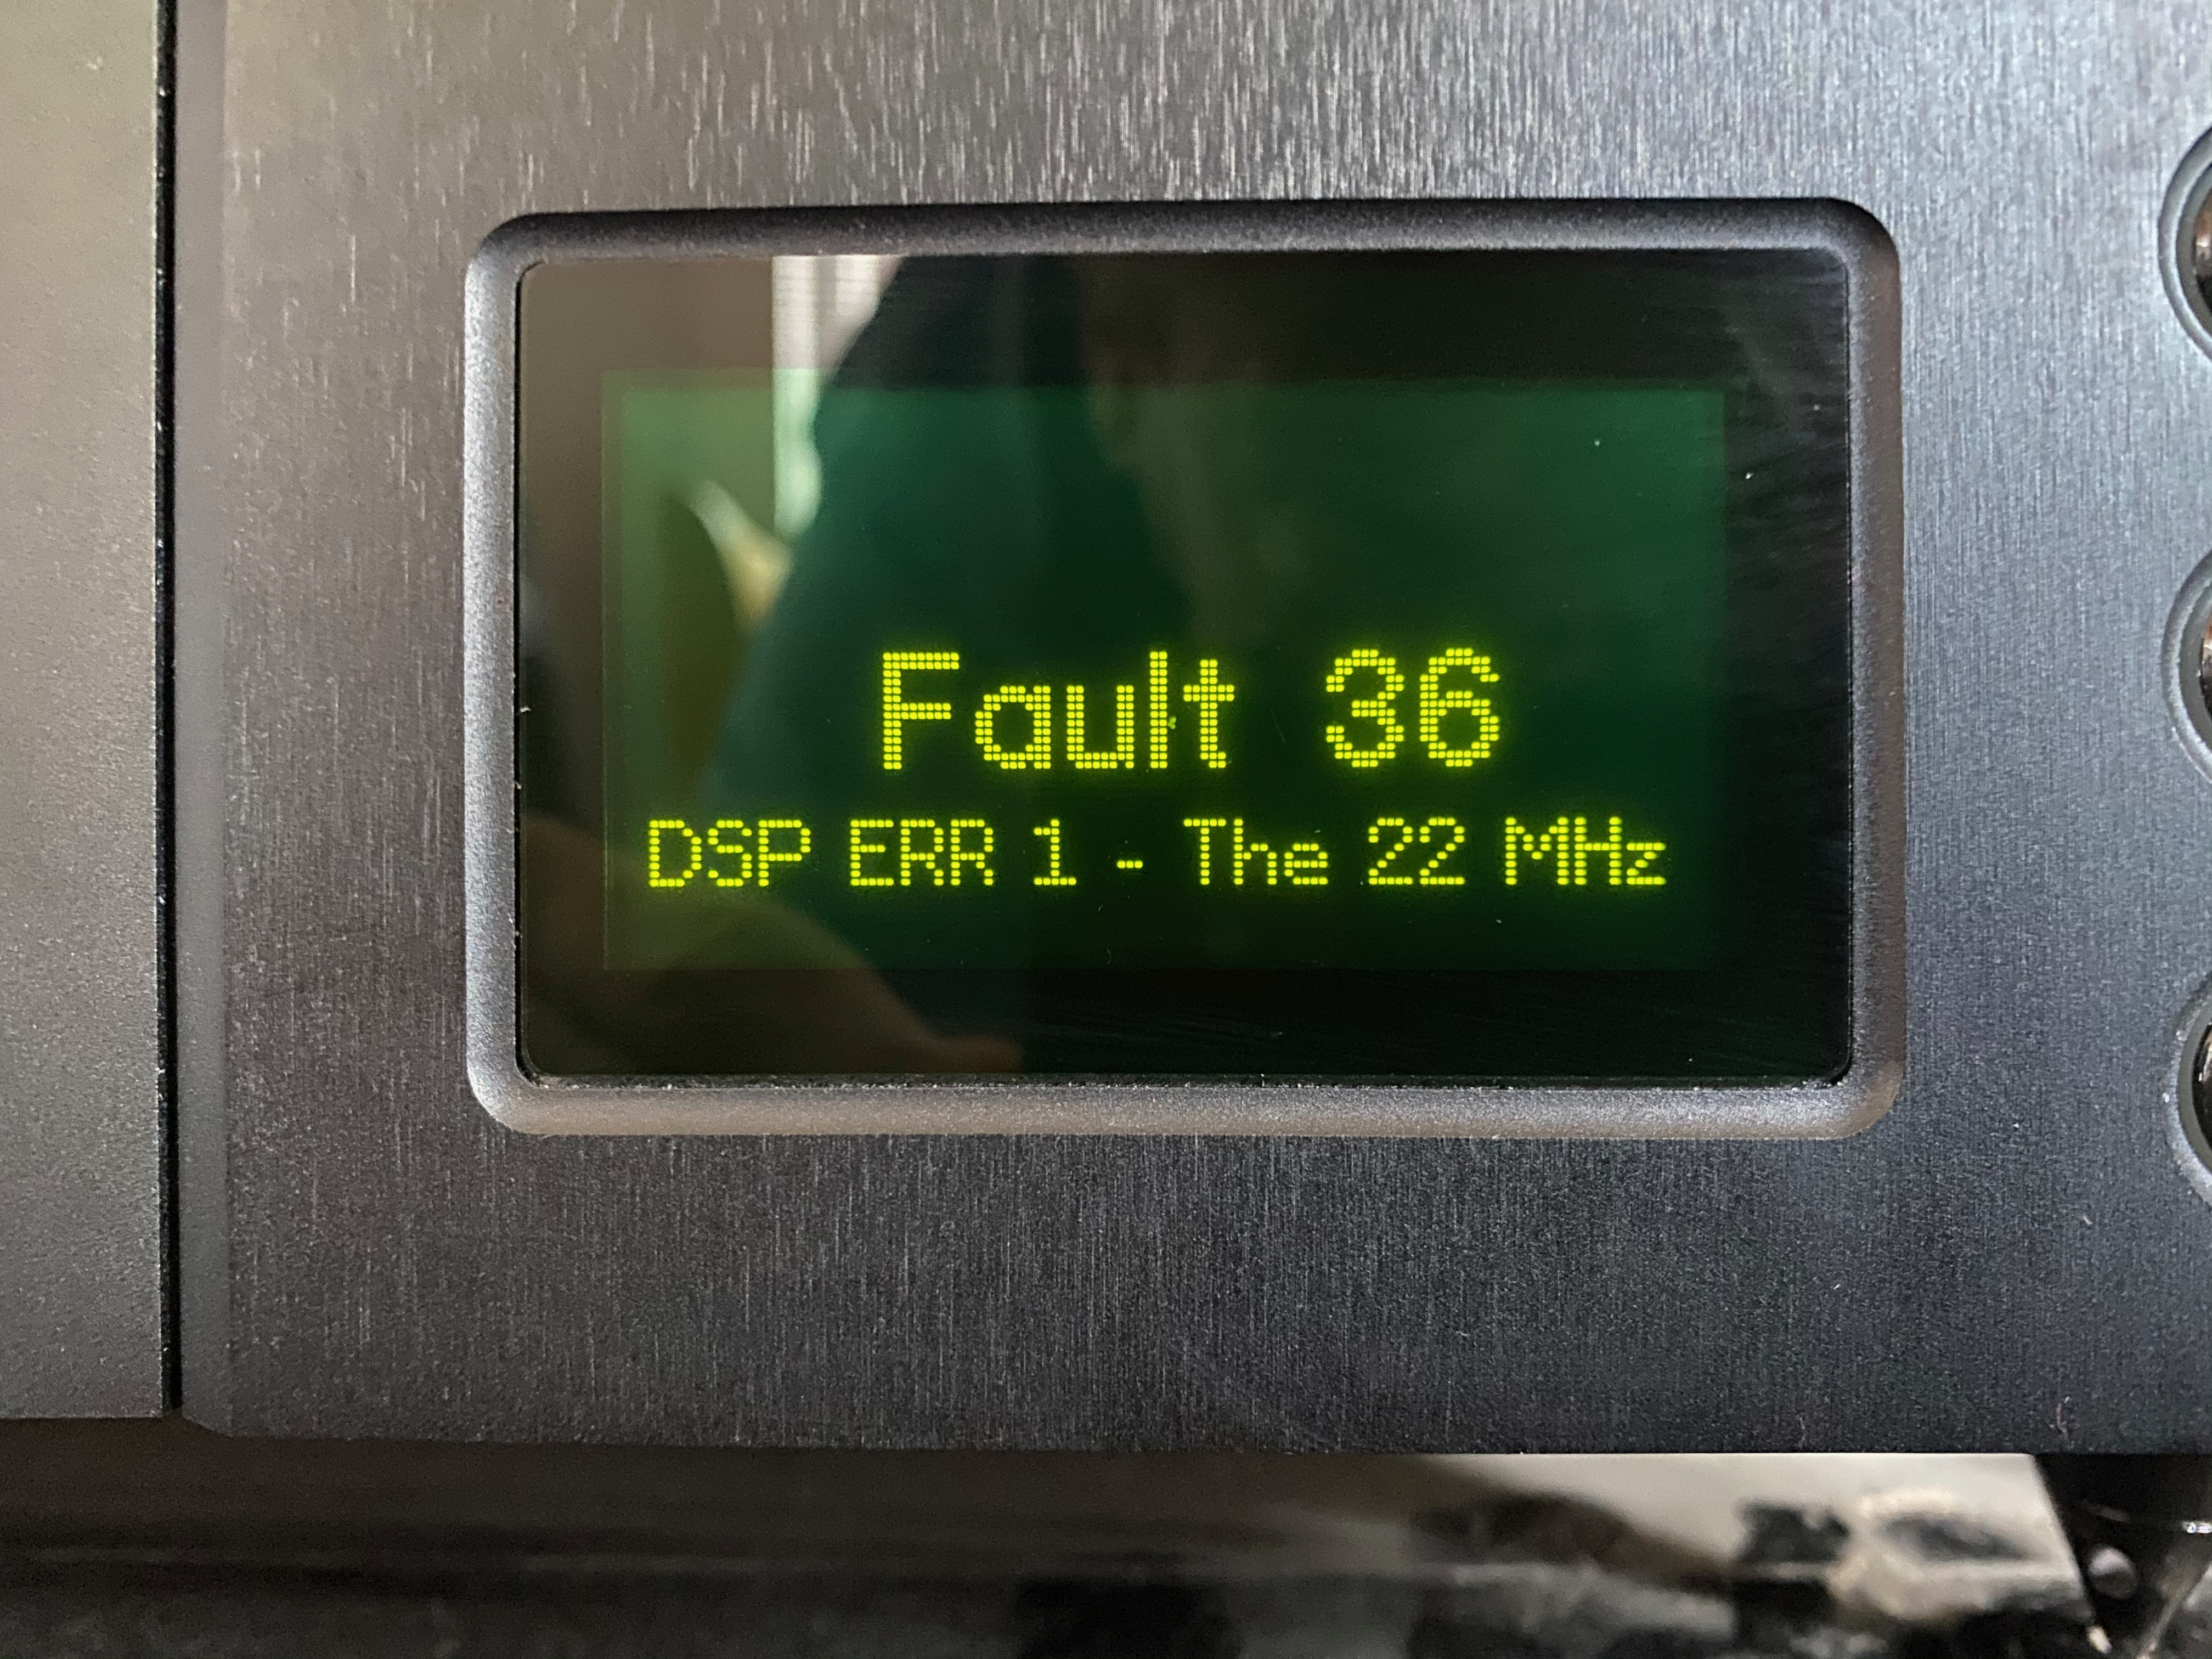 Fault 36
DSP ERR 1 - The 22 MHz